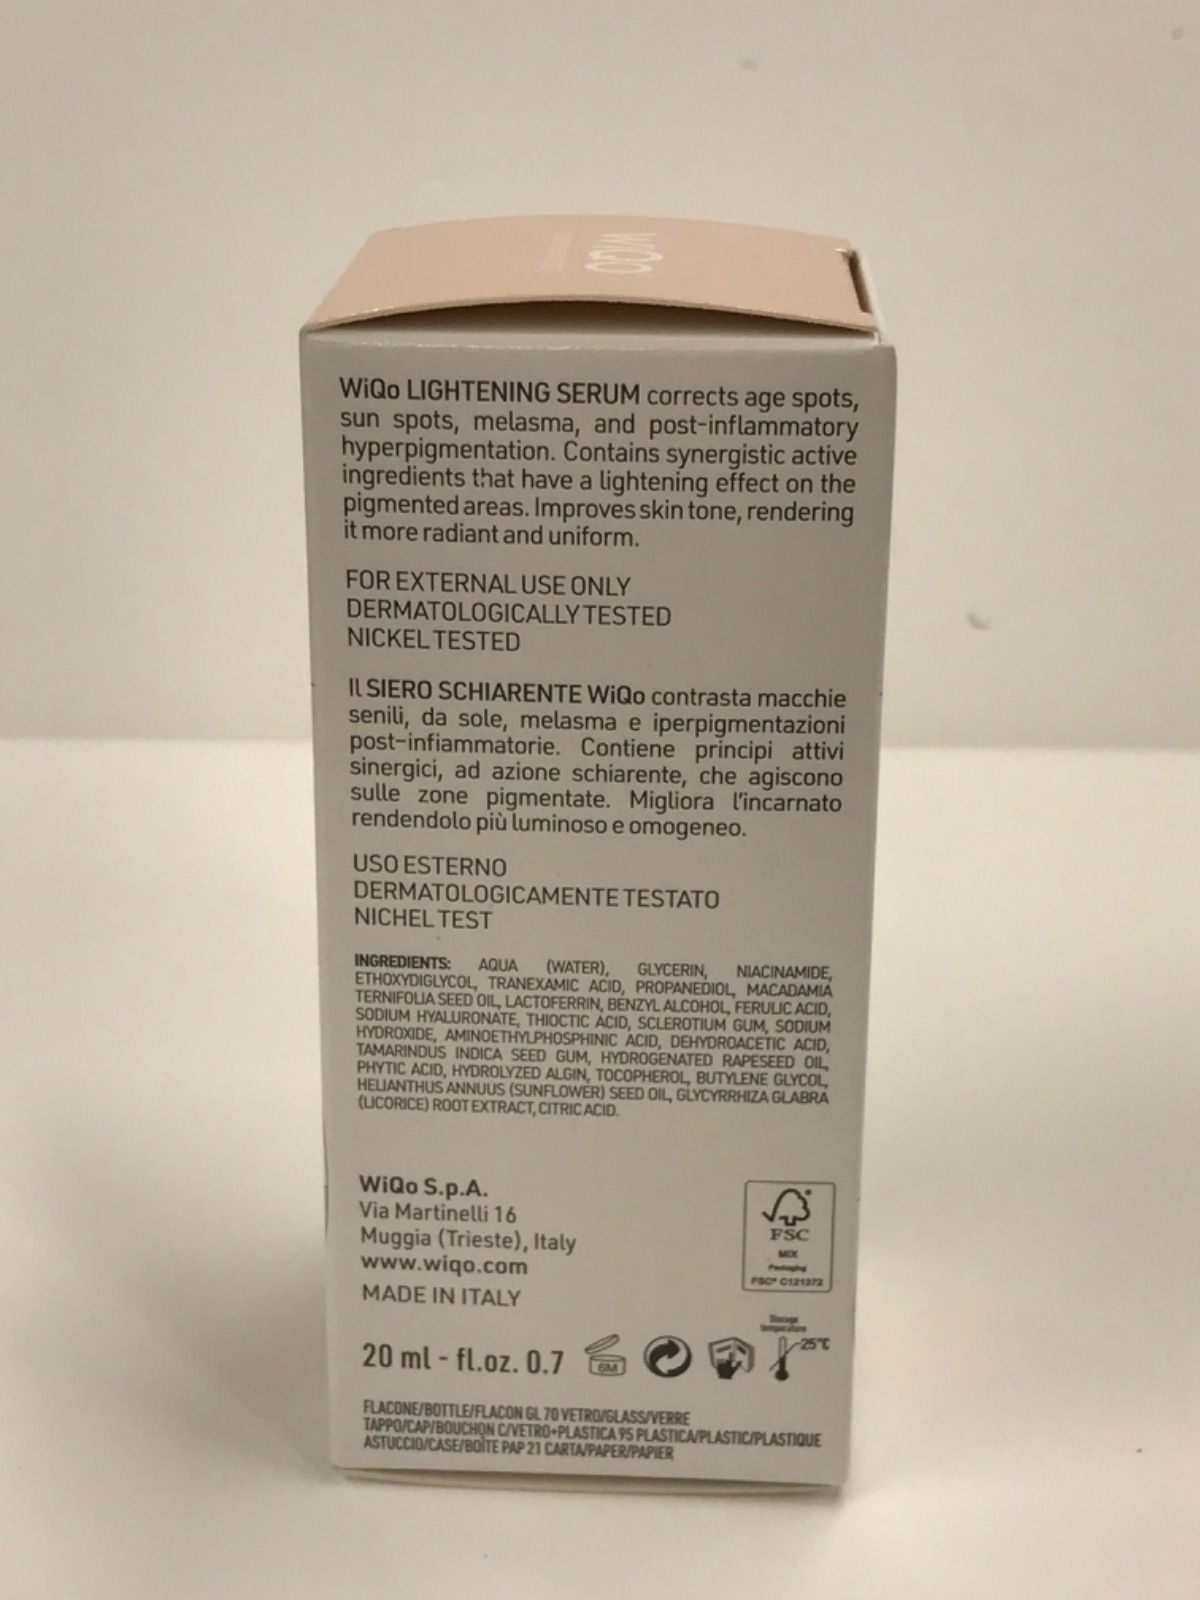 WiQo
WiQo LIGHTENING SERUM corrects age spots,
sun spots, melasma, and post-inflammatory
hyperpigmentation. Contains synergistic active
ingredients that have a lightening effect on the
pigmented areas. Improves skin tone, rendering
it more radiant and uniform.
FOR EXTERNAL USE ONLY
DERMATOLOGICALLY TESTED
NICKEL TESTED
Il SIERO SCHIARENTE WiQo contrasta macchie
senili, da sole, melasma e iperpigmentazioni
post-infiammatorie. Contiene principi attivi
sinergici, ad azione schiarente, che agiscono
sulle zone pigmentate. Migliora l'incarnato
rendendolo più luminoso e omogeneo.
USO ESTERNO
DERMATOLOGICAMENTE TESTATO
NICHEL TEST
INGREDIENTS: AQUA (WATER), GLYCERIN, NIACINAMIDE,
ETHOXYDIGLYCOL, TRANEXAMIC ACID, PROPANEDIOL, MACADAMIA
TERNIFOLIA SEED OIL, LACTOFERRIN, BENZYL ALCOHOL, FERULIC ACID,
SODIUM HYALURONATE, THIOCTIC ACID, SCLEROTIUM GUM, SODIUM
HYDROXIDE, AMINOETHYLPHOSPHINIC ACID, DEHYDROACETIC ACID,
TAMARINDUS INDICA SEED GUM, HYDROGENATED RAPESEED OIL,
PHYTIC ACID, HYDROLYZED ALGIN, TOCOPHEROL, BUTYLENE GLYCOL,
HELIANTHUS ANNUUS (SUNFLOWER) SEED OIL, GLYCYRRHIZA GLABRA
(LICORICE) ROOT EXTRACT, CITRIC ACID.
WiQo S.p.A.
Via Martinelli 16
Muggia (Trieste), Italy
www.wiqo.com
MADE IN ITALY
FSC
MIX
Packaging
FSC® C121372
20 ml - fl.oz. 0.7
6M
Storage
temperature
25°C
FLACONE/BOTTLE/FLACON GL 70 VETRO/GLASS/VERRE
TAPPO/CAP/BOUCHON C/VETRO+PLASTICA 95 PLASTICA/PLASTIC/PLASTIQUE
ASTUCCIO/CASE/BOÎTE PAP 21 CARTA/PAPER/PAPIER